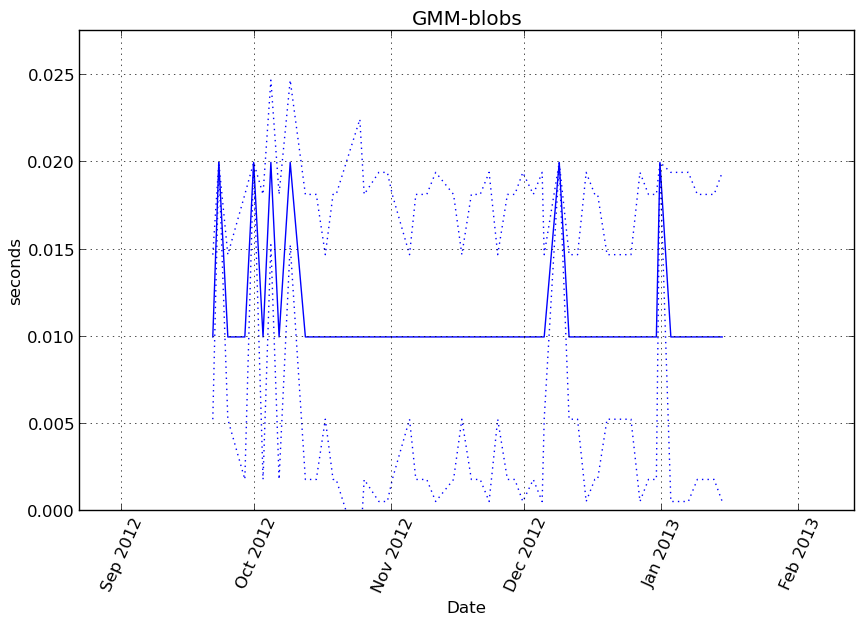 GMM-blobs
0.025
0.020
0.015
0.010
0.005
0.000
seconds
Sep 2012
Oct 2012
Nov 2012
Dec 2012
Jan 2013
Feb 2013
Date